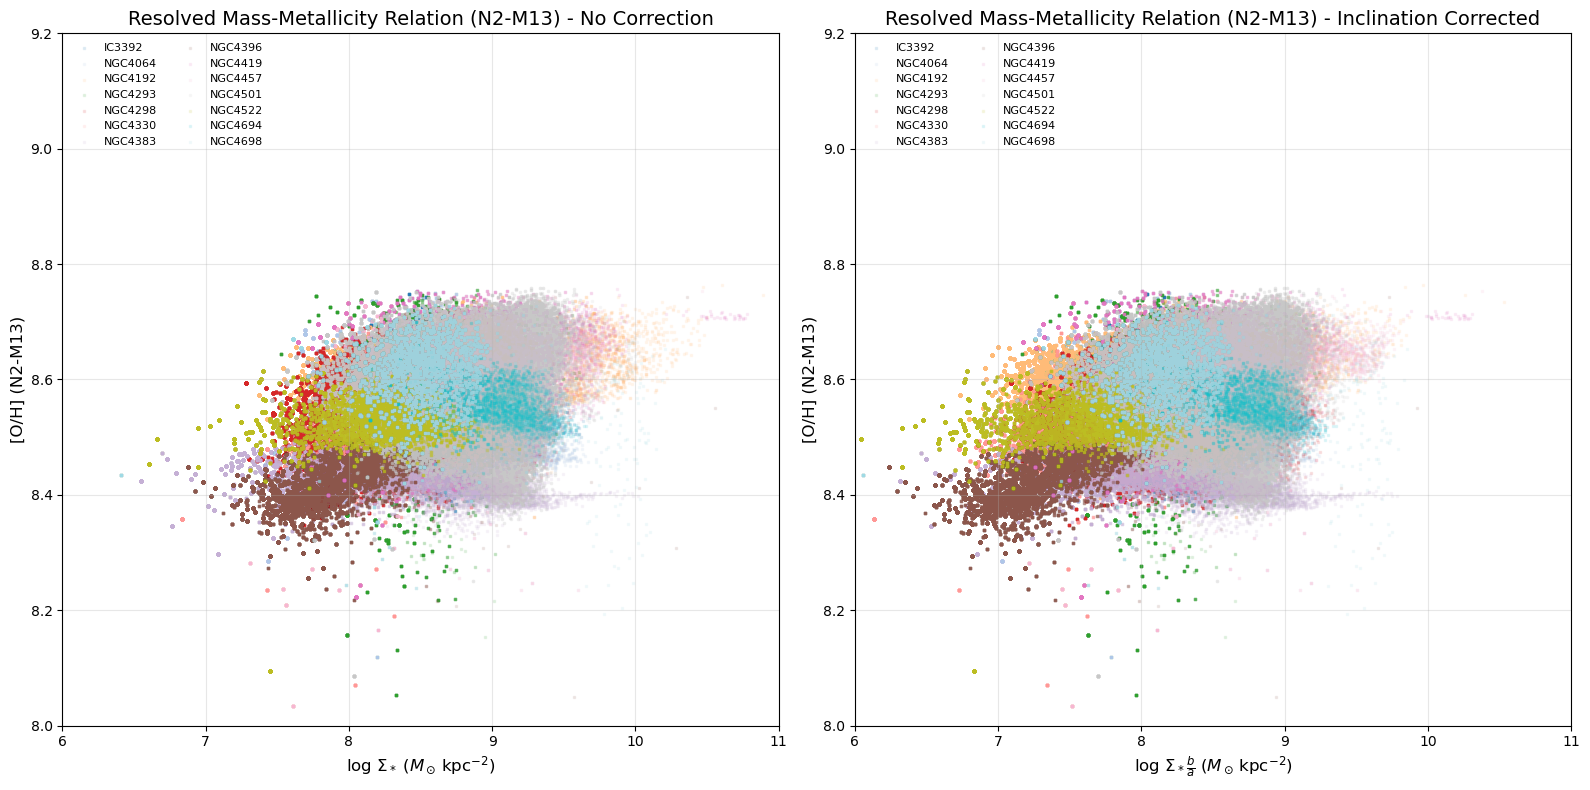 Resolved Mass-Metallicity Relation (N2-M13) - No Correction
IC3392
NGC4064
NGC4192
NGC4293
NGC4298
NGC4330
NGC4383
NGC4396
NGC4419
NGC4457
NGC4501
NGC4522
NGC4694
NGC4698
[O/H] (N2-M13)
9.2
9.0
8.8
8.6
8.4
8.2
8.0
6 7 8 9 10 11
log Σ* (M⊙ kpc⁻²)
Resolved Mass-Metallicity Relation (N2-M13) - Inclination Corrected
IC3392
NGC4064
NGC4192
NGC4293
NGC4298
NGC4330
NGC4383
NGC4396
NGC4419
NGC4457
NGC4501
NGC4522
NGC4694
NGC4698
[O/H] (N2-M13)
9.2
9.0
8.8
8.6
8.4
8.2
8.0
6 7 8 9 10 11
log Σ* b/a (M⊙ kpc⁻²)